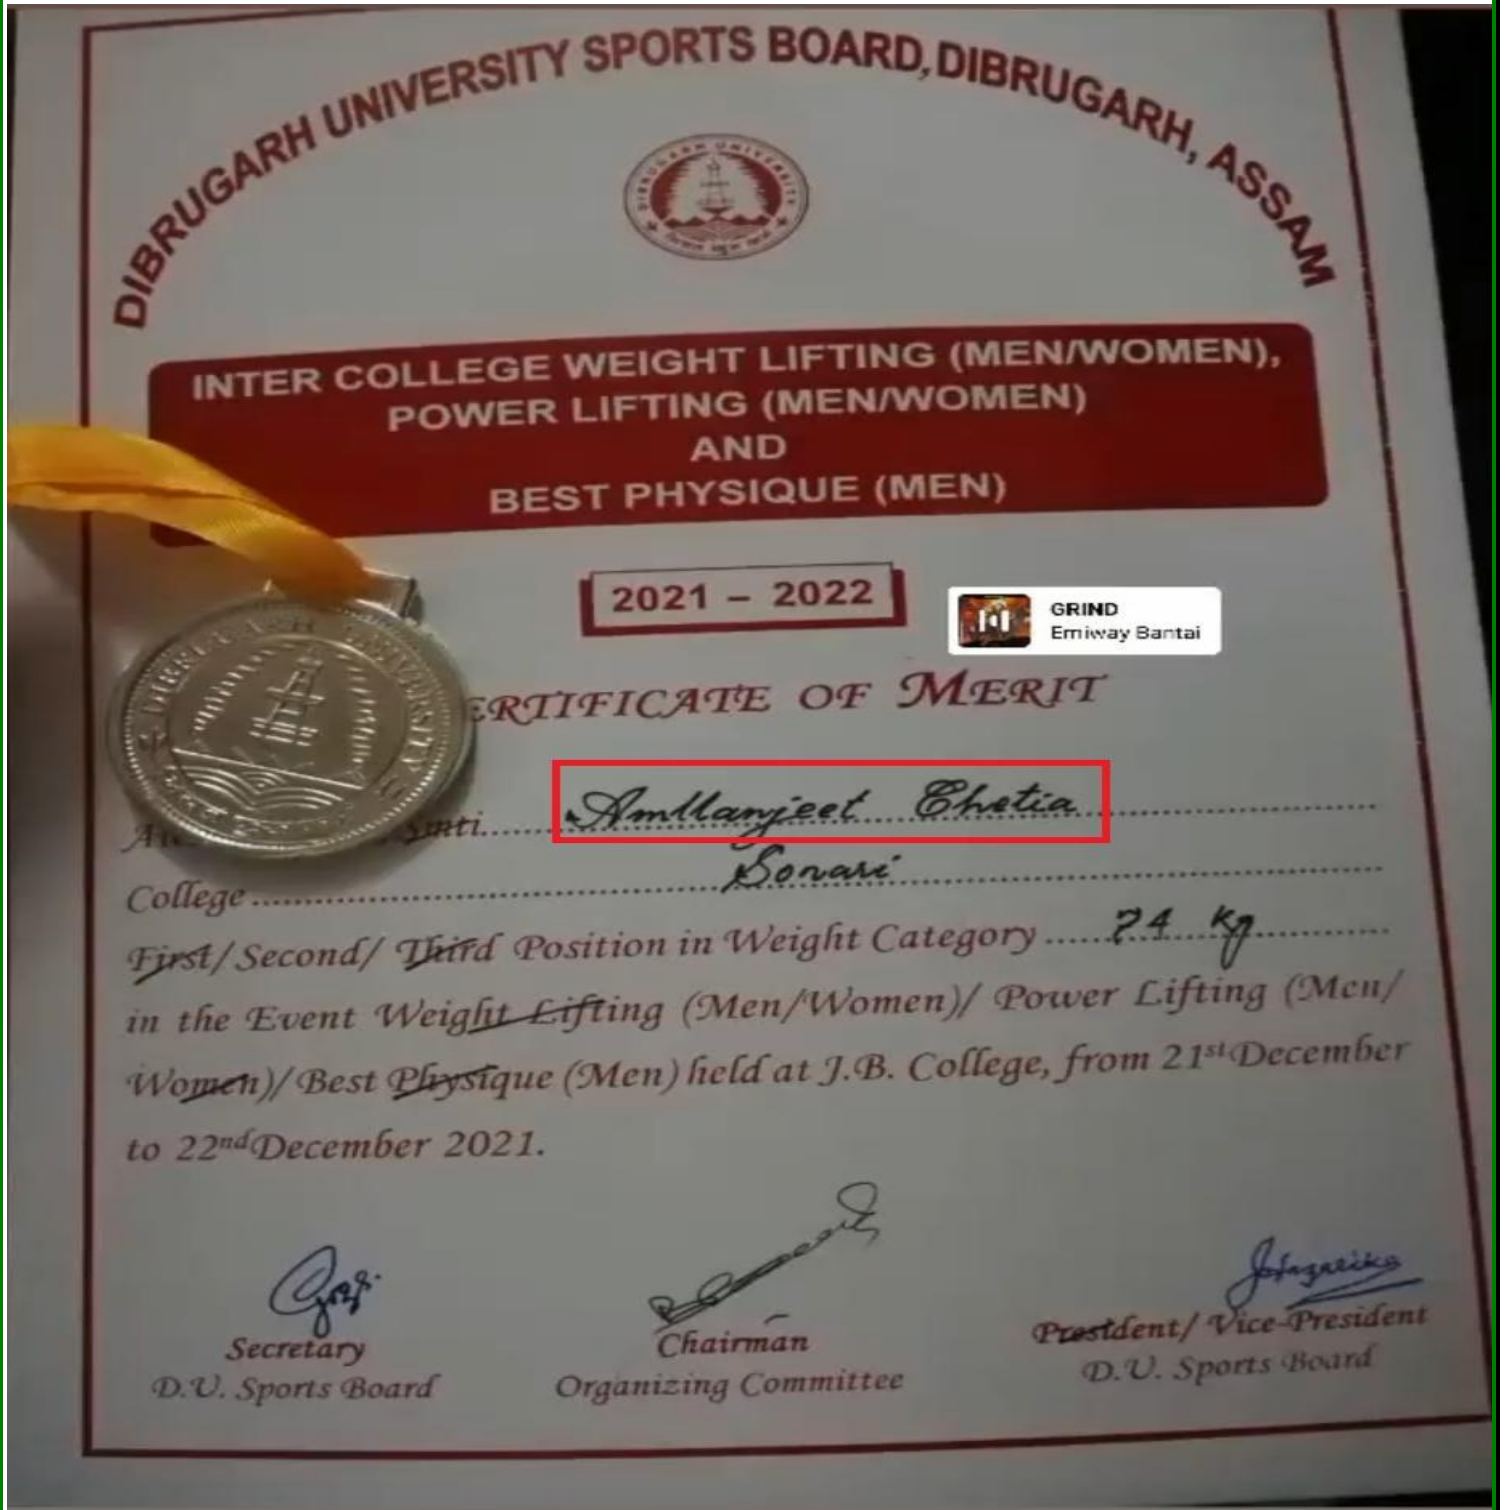 DIBRUGARH UNIVERSITY SPORTS BOARD, DIBRUGARH, ASSAM
DIBRUGARH UNIVERSITY
INTER COLLEGE WEIGHT LIFTING (MEN/WOMEN),
POWER LIFTING (MEN/WOMEN)
AND
BEST PHYSIQUE (MEN)
2021 – 2022
GRIND
Emiway Bantai
ERTIFICATE OF MERIT
DIBRUGARH UNIVERSITY
Smti. Amllanjeet Chetia
College Sonari
First/ Second/ Third Position in Weight Category 74 kg
in the Event Weight Lifting (Men/Women)/ Power Lifting (Men/
Women)/ Best Physique (Men) held at J.B. College, from 21st December
to 22nd December 2021.
Secretary
D.U. Sports Board
Chairman
Organizing Committee
JHazarika
President/ Vice-President
D.U. Sports Board